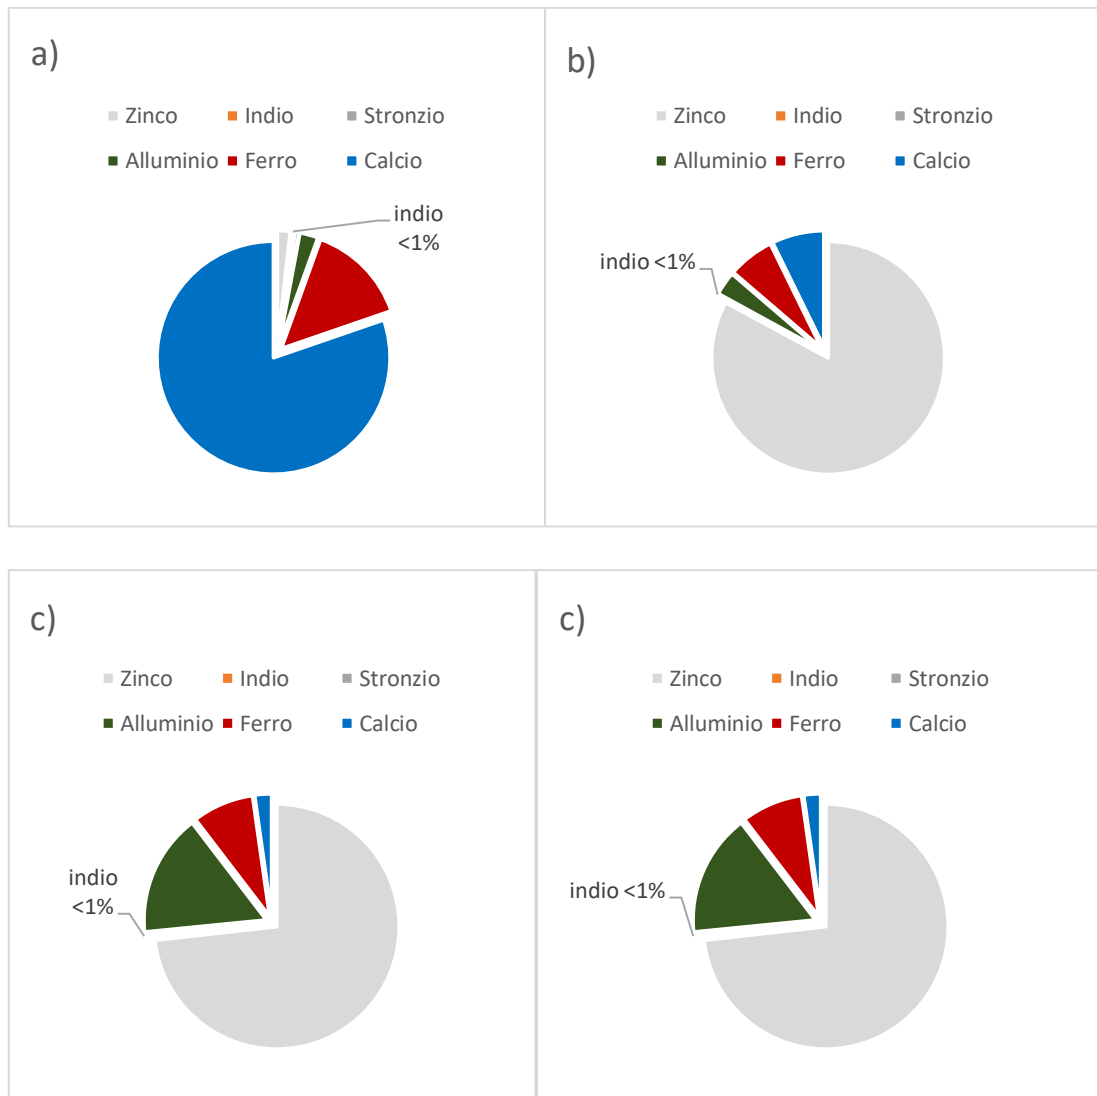 a)
Zinco Indio Stronzio
Alluminio Ferro Calcio
indio
<1%
b)
Zinco Indio Stronzio
Alluminio Ferro Calcio
indio <1%
c)
Zinco Indio Stronzio
Alluminio Ferro Calcio
indio
<1%
c)
Zinco Indio Stronzio
Alluminio Ferro Calcio
indio <1%